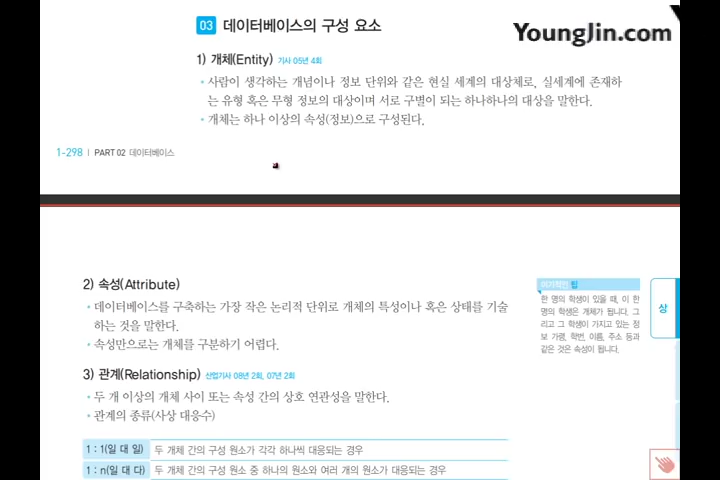 YoungJin.com
03 데이터베이스의 구성 요소
1) 개체(Entity) 기사 05년 4회
• 사람이 생각하는 개념이나 정보 단위와 같은 현실 세계의 대상체로, 실세계에 존재하
는 유형 혹은 무형 정보의 대상이며 서로 구별이 되는 하나하나의 대상을 말한다.
• 개체는 하나 이상의 속성(정보)으로 구성된다.
1-298 | PART 02 데이터베이스
2) 속성(Attribute)
• 데이터베이스를 구축하는 가장 작은 논리적 단위로 개체의 특성이나 혹은 상태를 기술
하는 것을 말한다.
• 속성만으로는 개체를 구분하기 어렵다.
여기적인 팁
한 명의 학생이 있을 때, 이 한
명의 학생은 개체가 됩니다. 그
리고 그 학생이 가지고 있는 정
보 가령, 학번, 이름, 주소 등과
같은 것은 속성이 됩니다.
상
3) 관계(Relationship) 산업기사 08년 2회, 07년 2회
• 두 개 이상의 개체 사이 또는 속성 간의 상호 연관성을 말한다.
• 관계의 종류(사상 대응수)
1 : 1(일 대 일) 두 개체 간의 구성 원소가 각각 하나씩 대응되는 경우
1 : n(일 대 다) 두 개체 간의 구성 원소 중 하나의 원소와 여러 개의 원소가 대응되는 경우